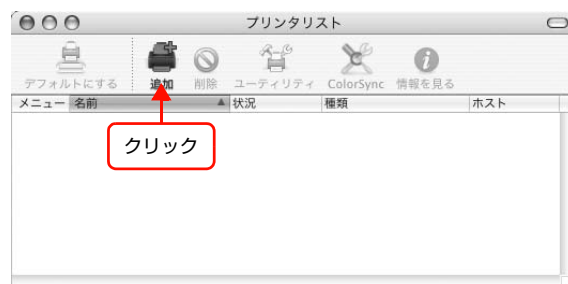 プリンタリスト
デフォルトにする 追加 削除 ユーティリティ ColorSync 情報を見る
メニュー 名前 状況 種類 ホスト
クリック